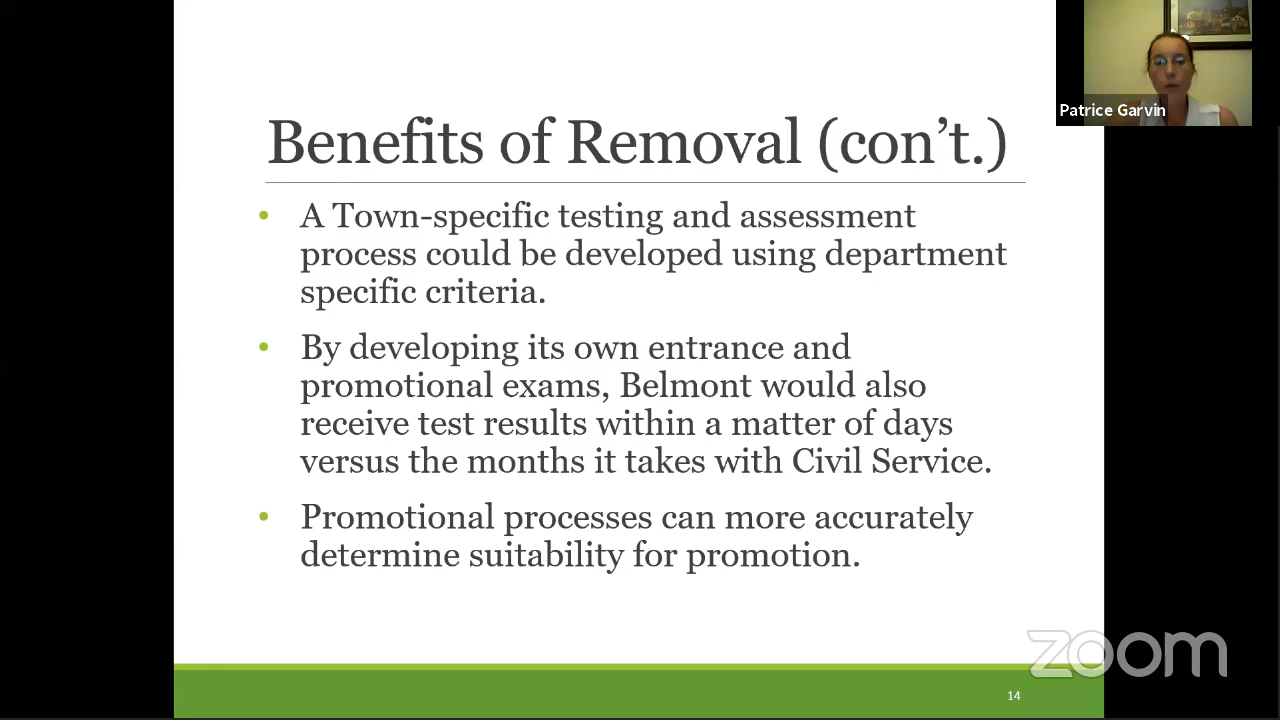 Patrice Garvin
Benefits of Removal (con’t.)
• A Town-specific testing and assessment
process could be developed using department
specific criteria.
• By developing its own entrance and
promotional exams, Belmont would also
receive test results within a matter of days
versus the months it takes with Civil Service.
• Promotional processes can more accurately
determine suitability for promotion.
zoom
14